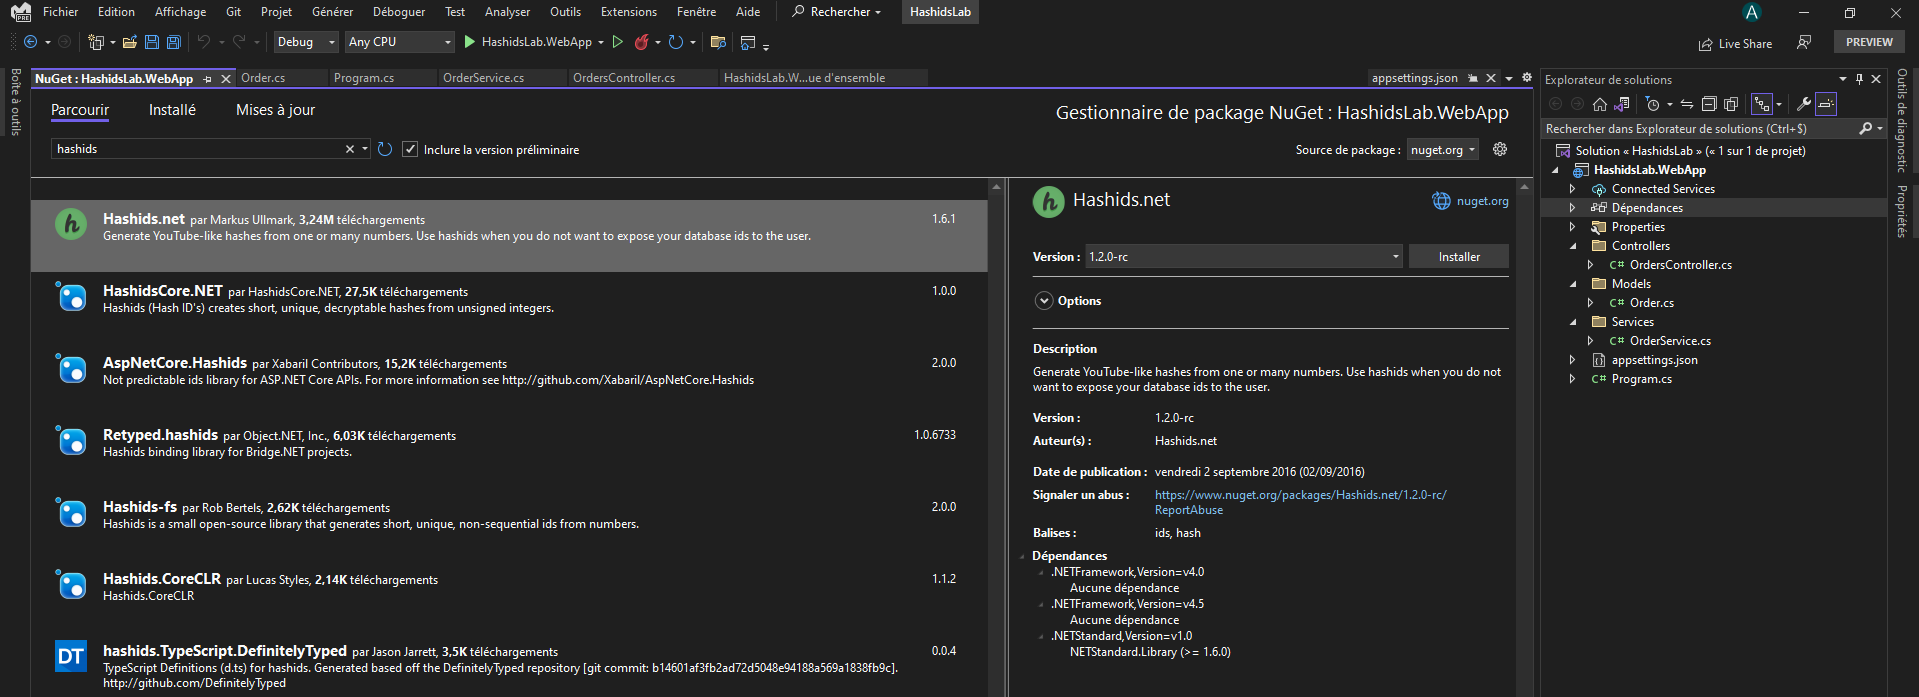 Fichier Edition Affichage Git Projet Générer Déboguer Test Analyser Outils Extensions Fenêtre Aide Rechercher HashidsLab A
PRE
Debug Any CPU HashidsLab.WebApp Live Share PREVIEW
Boîte à outils
NuGet : HashidsLab.WebApp Order.cs Program.cs OrderService.cs OrdersController.cs HashidsLab.W...ue d'ensemble appsettings.json
Parcourir Installé Mises à jour
Gestionnaire de package NuGet : HashidsLab.WebApp
hashids Inclure la version préliminaire
Source de package : nuget.org
h Hashids.net par Markus Ullmark, 3,24M téléchargements 1.6.1
Generate YouTube-like hashes from one or many numbers. Use hashids when you do not want to expose your database ids to the user.
HashidsCore.NET par HashidsCore.NET, 27,5K téléchargements 1.0.0
Hashids (Hash ID's) creates short, unique, decryptable hashes from unsigned integers.
AspNetCore.Hashids par Xabaril Contributors, 15,2K téléchargements 2.0.0
Not predictable ids library for ASP.NET Core APIs. For more information see http://github.com/Xabaril/AspNetCore.Hashids
Retyped.hashids par Object.NET, Inc., 6,03K téléchargements 1.0.6733
Hashids binding library for Bridge.NET projects.
Hashids-fs par Rob Bertels, 2,62K téléchargements 2.0.0
Hashids is a small open-source library that generates short, unique, non-sequential ids from numbers.
Hashids.CoreCLR par Lucas Styles, 2,14K téléchargements 1.1.2
Hashids.CoreCLR
DT hashids.TypeScript.DefinitelyTyped par Jason Jarrett, 3,5K téléchargements 0.0.4
TypeScript Definitions (d.ts) for hashids. Generated based off the DefinitelyTyped repository [git commit: b14601af3fb2ad72d5048e94188a569a1838fb9c].
http://github.com/DefinitelyTyped
h Hashids.net nuget.org
Version : 1.2.0-rc Installer
Options
Description
Generate YouTube-like hashes from one or many numbers. Use hashids when you do not
want to expose your database ids to the user.
Version : 1.2.0-rc
Auteur(s) : Hashids.net
Date de publication : vendredi 2 septembre 2016 (02/09/2016)
Signaler un abus : https://www.nuget.org/packages/Hashids.net/1.2.0-rc/
ReportAbuse
Balises : ids, hash
Dépendances
.NETFramework,Version=v4.0
Aucune dépendance
.NETFramework,Version=v4.5
Aucune dépendance
.NETStandard,Version=v1.0
NETStandard.Library (>= 1.6.0)
Explorateur de solutions
Rechercher dans Explorateur de solutions (Ctrl+$)
Solution « HashidsLab » (« 1 sur 1 de projet)
HashidsLab.WebApp
Connected Services
Dépendances
Properties
Controllers
C# OrdersController.cs
Models
C# Order.cs
Services
C# OrderService.cs
appsettings.json
C# Program.cs
Outils de diagnostic
Propriétés